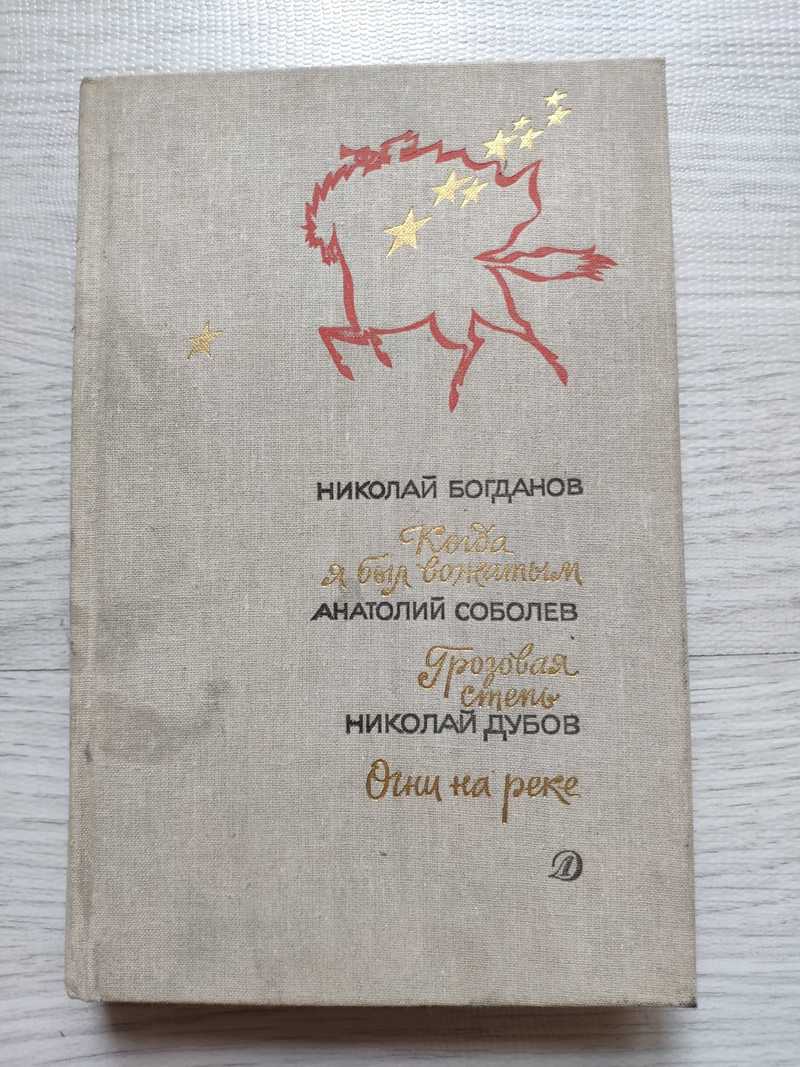 НИКОЛАЙ БОГДАНОВ
Когда
я был вожатым
АНАТОЛИЙ СОБОЛЕВ
Грозовая
степь
НИКОЛАЙ ДУБОВ
Огни на реке